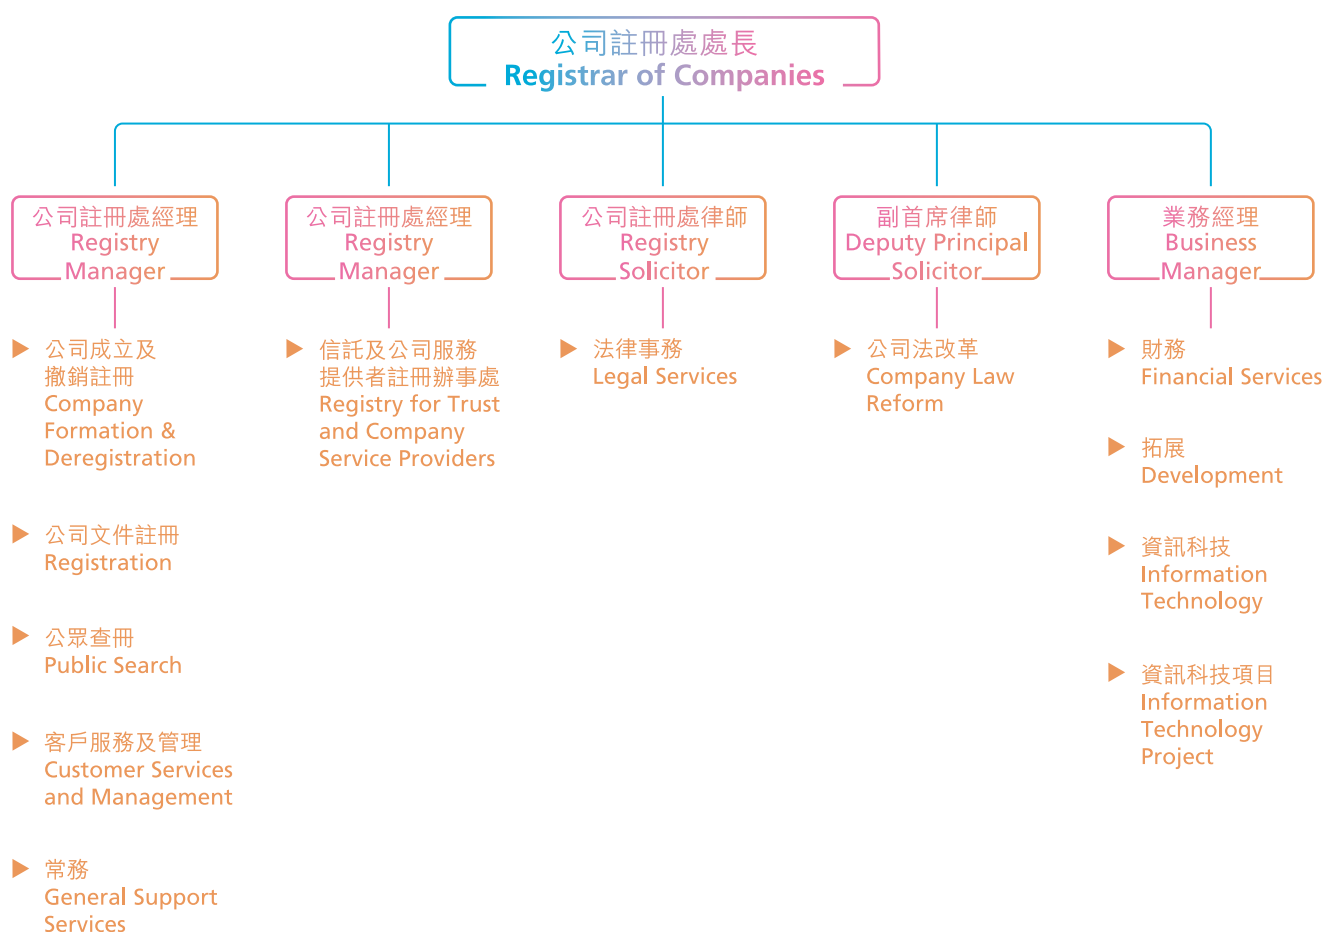 公司註冊處處長
Registrar of Companies
公司註冊處經理
Registry
Manager
公司註冊處經理
Registry
Manager
公司註冊處律師
Registry
Solicitor
副首席律師
Deputy Principal
Solicitor
業務經理
Business
Manager
公司成立及
撤銷註冊
Company
Formation &
Deregistration
公司文件註冊
Registration
公眾查冊
Public Search
客戶服務及管理
Customer Services
and Management
常務
General Support
Services
信託及公司服務
提供者註冊辦事處
Registry for Trust
and Company
Service Providers
法律事務
Legal Services
公司法改革
Company Law
Reform
財務
Financial Services
拓展
Development
資訊科技
Information
Technology
資訊科技項目
Information
Technology
Project